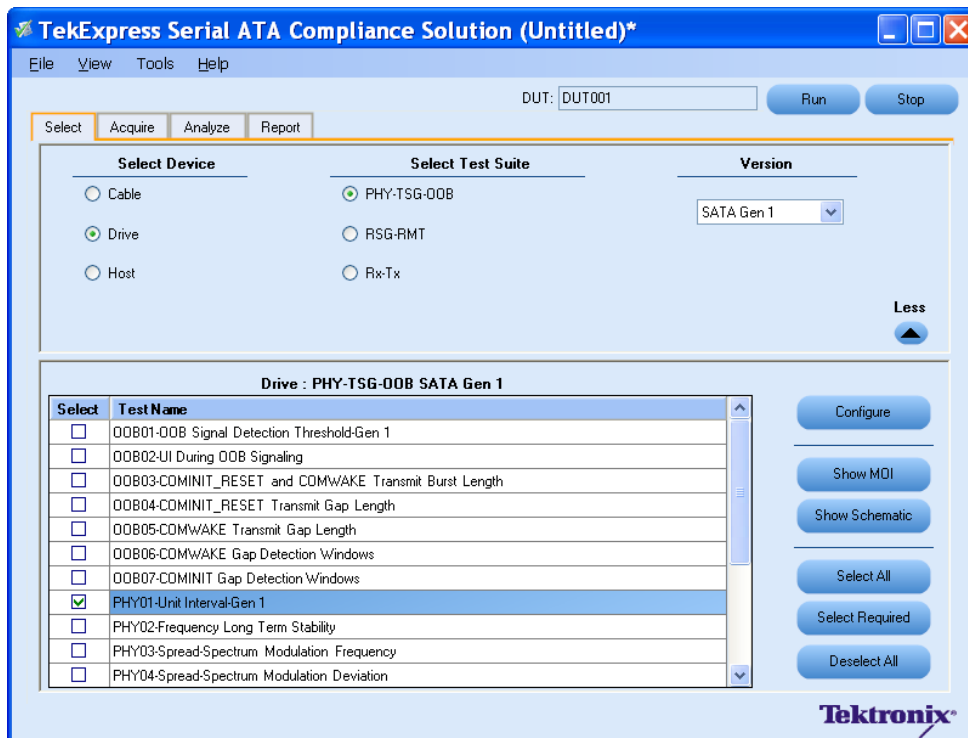 TekExpress Serial ATA Compliance Solution (Untitled)*
File View Tools Help
DUT: DUT001 Run Stop
Select Acquire Analyze Report
Select Device Select Test Suite Version
Cable PHY-TSG-OOB
SATA Gen 1
Drive RSG-RMT
Host Rx-Tx
Less
Drive : PHY-TSG-OOB SATA Gen 1
Select Test Name
OOB01-OOB Signal Detection Threshold-Gen 1
OOB02-UI During OOB Signaling
OOB03-COMINIT_RESET and COMWAKE Transmit Burst Length
OOB04-COMINIT_RESET Transmit Gap Length
OOB05-COMWAKE Transmit Gap Length
OOB06-COMWAKE Gap Detection Windows
OOB07-COMINIT Gap Detection Windows
PHY01-Unit Interval-Gen 1
PHY02-Frequency Long Term Stability
PHY03-Spread-Spectrum Modulation Frequency
PHY04-Spread-Spectrum Modulation Deviation
Configure
Show MOI
Show Schematic
Select All
Select Required
Deselect All
Tektronix